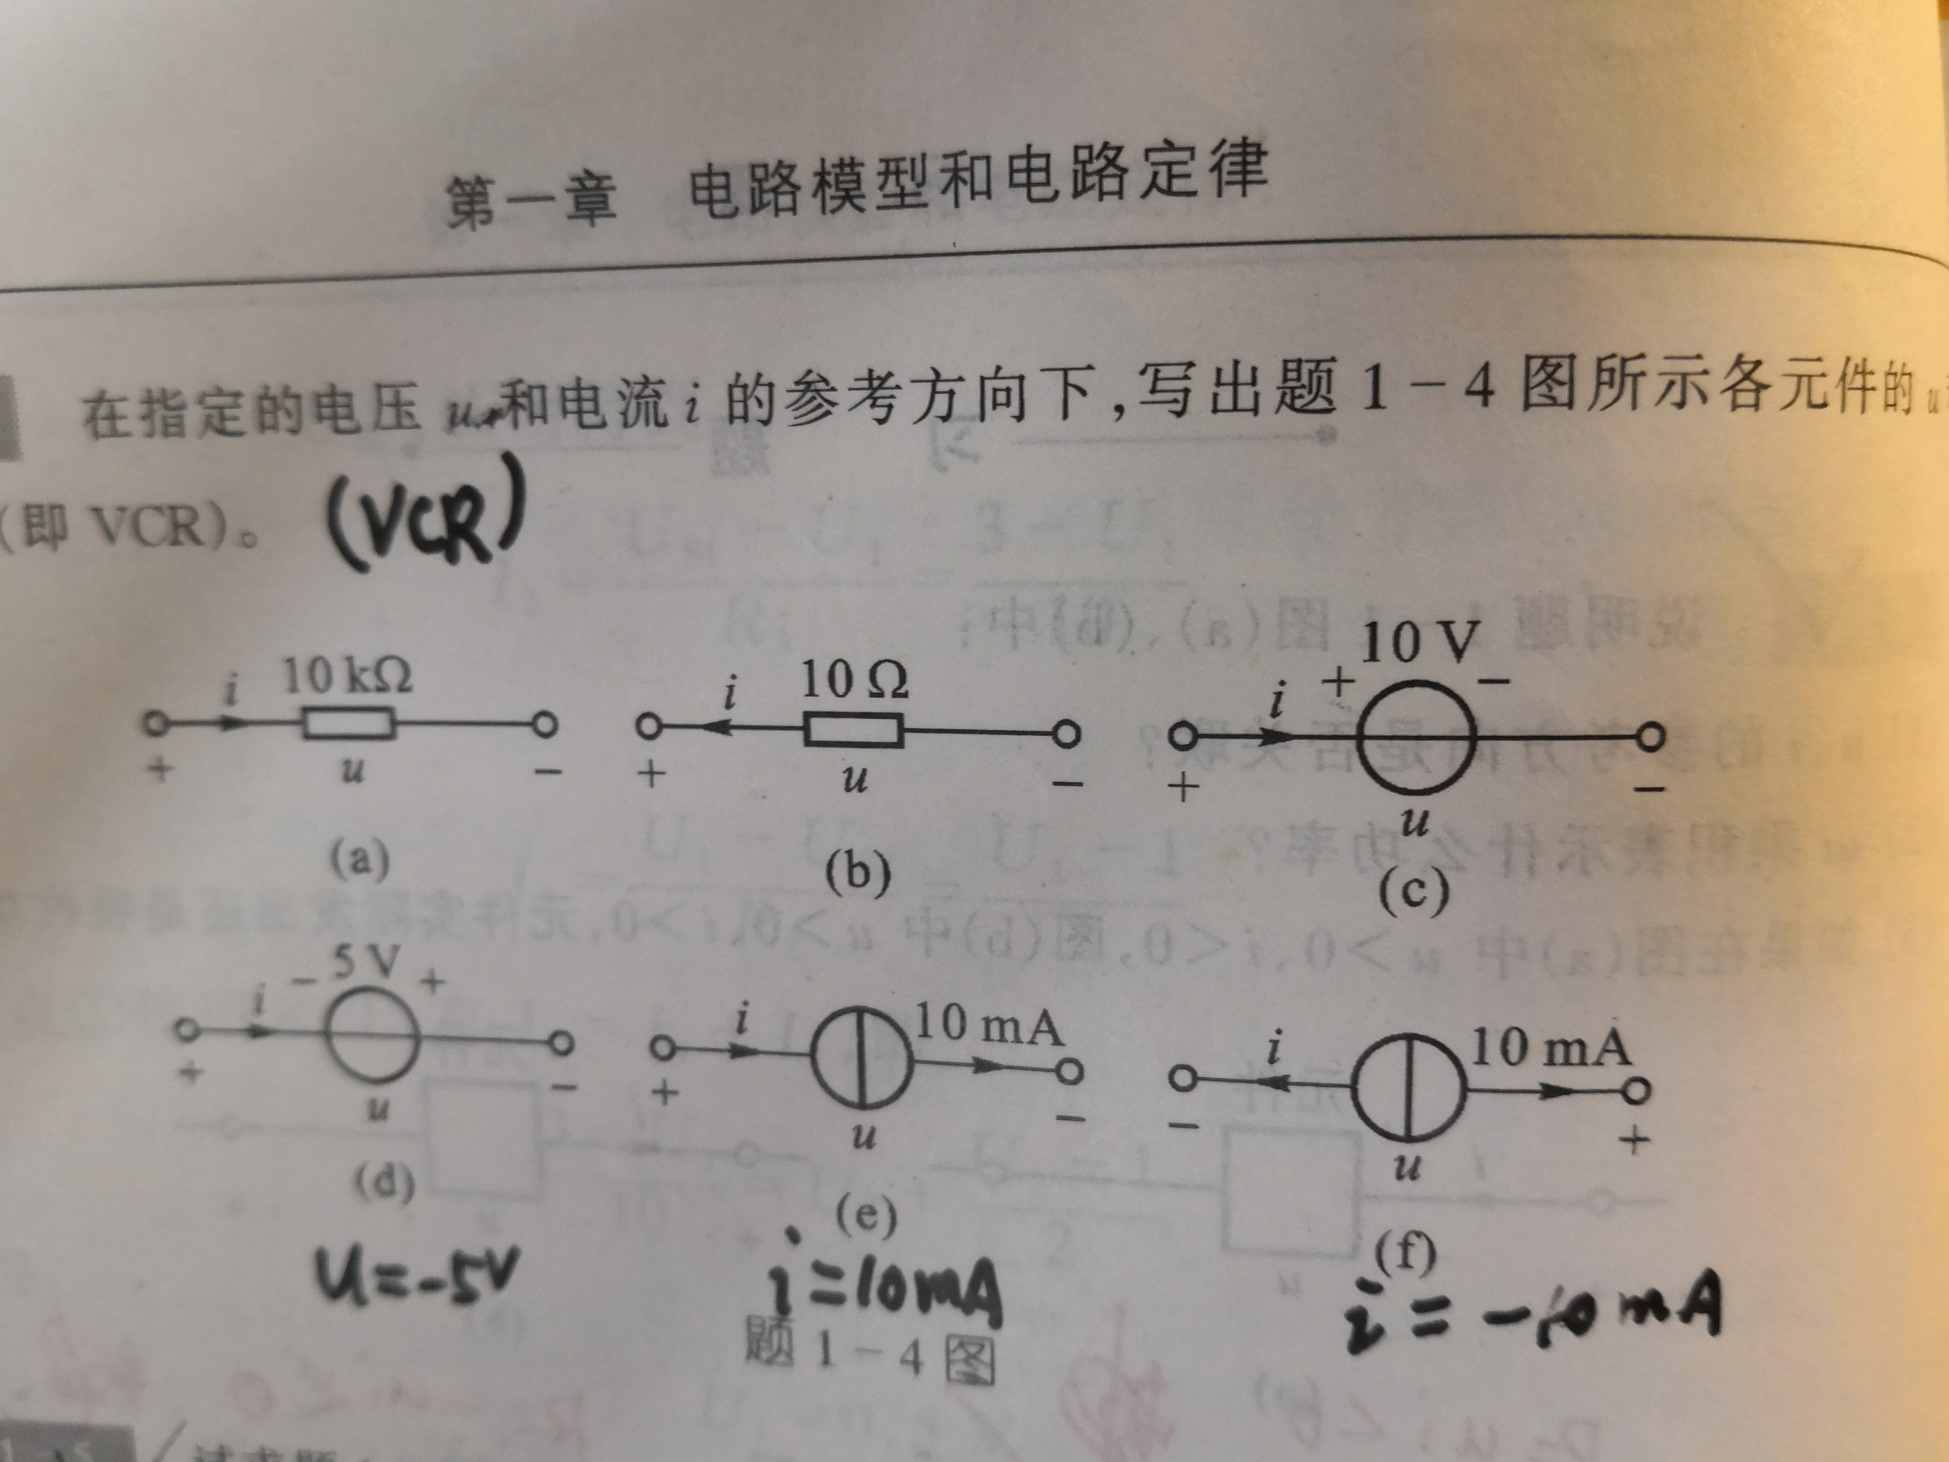 第一章 电路模型和电路定律
在指定的电压 u 和电流 i 的参考方向下,写出题 1-4 图所示各元件的 u
(即 VCR)。 (VCR)
i 10 kΩ
+ u -
(a)
i 10 Ω
+ u -
(b)
10 V
i + -
+ u -
(c)
5 V
i - +
+ u -
(d)
U=-5V
i 10 mA
+ u -
(e)
i=10mA
i 10 mA
- u +
(f)
i=-10mA
题 1-4 图